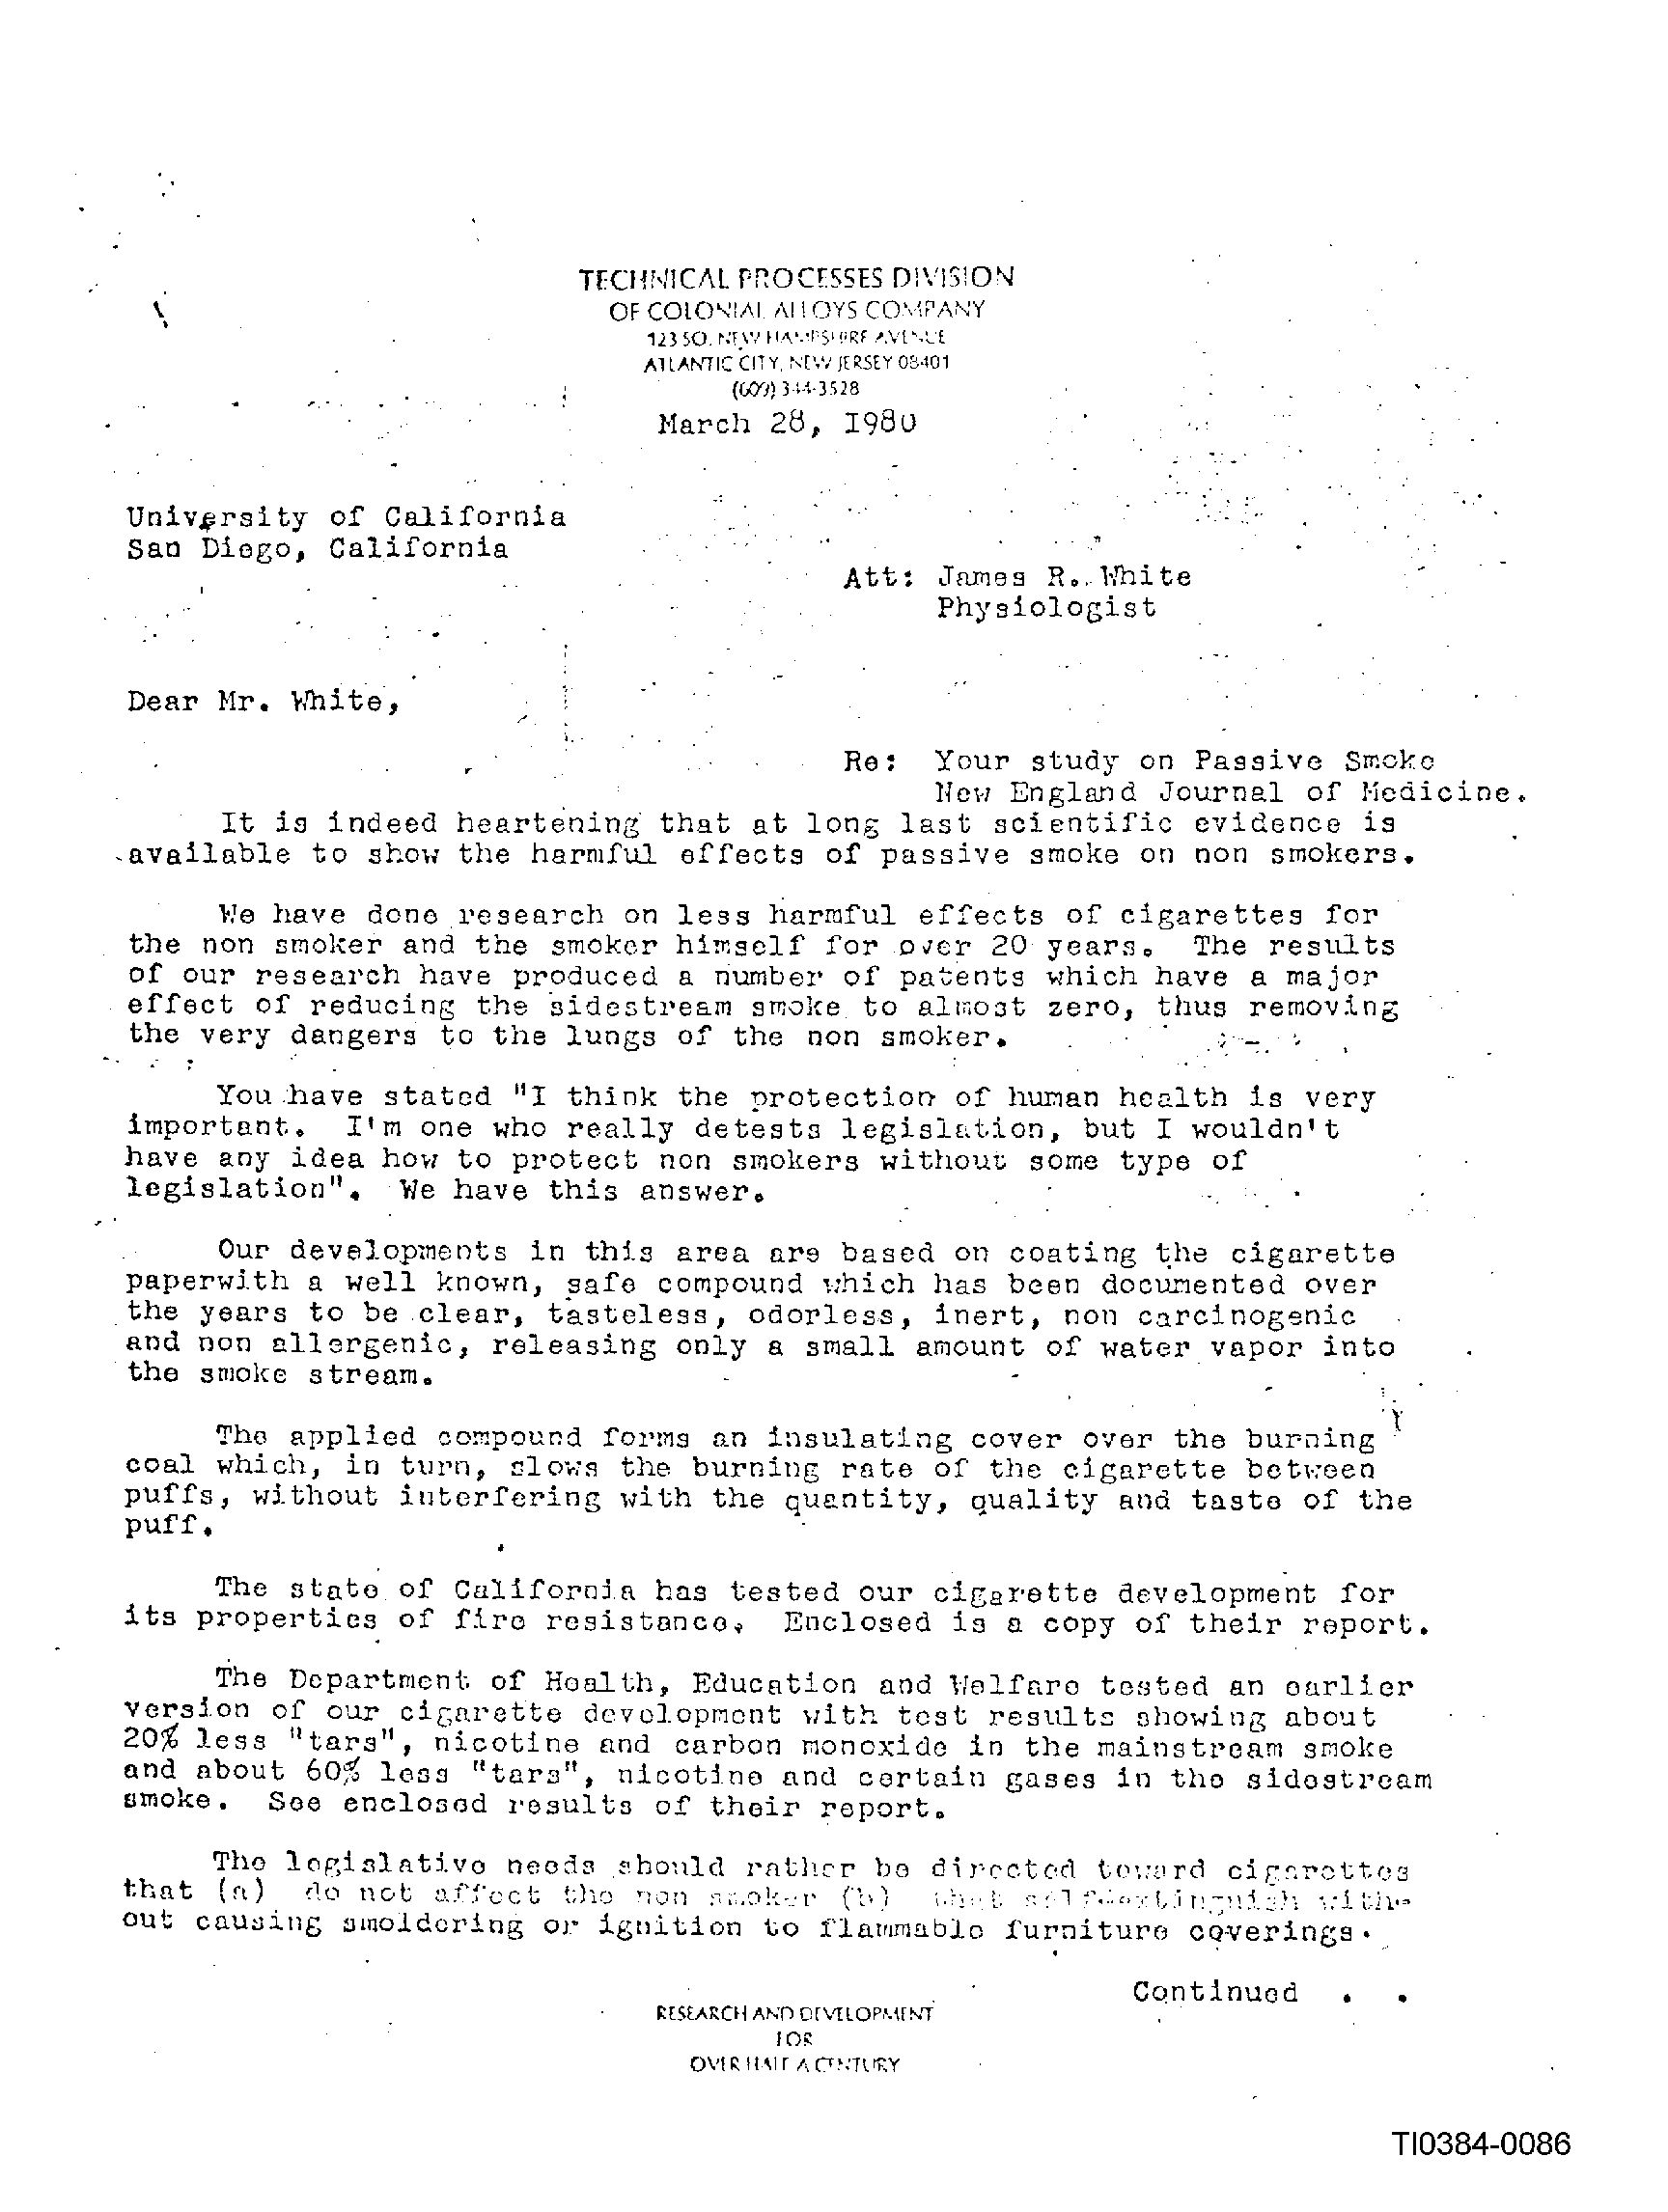 TECHNICAL PROCESSES DIVISION
OF COLONIAL ALLOYS COMPANY
123 SO. NEW HAMPSHIRE AVENUE
ATLANTIC CITY, NEW JERSEY 08401
(609) 344-3528
March 28, I980
University of California
San Diego, California
Att: James R. White
Physiologist
Dear Mr. White,
Re: Your study on Passive Smoke
New England Journal of Medicine.
It is indeed heartening that at long last scientific evidence is
available to show the harmful effects of passive smoke on non smokers.
We have done research on less harmful effects of cigarettes for
the non smoker and the smoker himself for over 20 years. The results
of our research have produced a number of patents which have a major
effect of reducing the sidestream smoke to almost zero, thus removing
the very dangers to the lungs of the non smoker.
You have stated "I think the protection of human health is very
important. I'm one who really detests legislation, but I wouldn't
have any idea how to protect non smokers without some type of
legislation". We have this answer.
Our developments in this area are based on coating the cigarette
paperwith a well known, safe compound which has been documented over
the years to be clear, tasteless, odorless, inert, non carcinogenic
and non allergenic, releasing only a small amount of water vapor into
the smoke stream.
The applied compound forms an insulating cover over the burning
coal which, in turn, slows the burning rate of the cigarette between
puffs, without interfering with the quantity, quality and taste of the
puff.
The state of California has tested our cigarette development for
its properties of fire resistance. Enclosed is a copy of their report.
The Department of Health, Education and Welfare tested an earlier
version of our cigarette development with test results showing about
20% less "tars", nicotine and carbon monoxide in the mainstream smoke
and about 60% less "tars", nicotine and certain gases in the sidestream
smoke. See enclosed results of their report.
The legislative needs should rather be directed toward cigarettes
that (a) do not affect the non smoker (b) that self-extinguish with-
out causing smoldering or ignition to flammable furniture coverings.
Continued . .
RESEARCH AND DEVELOPMENT
FOR
OVER HALF A CENTURY
TI0384-0086